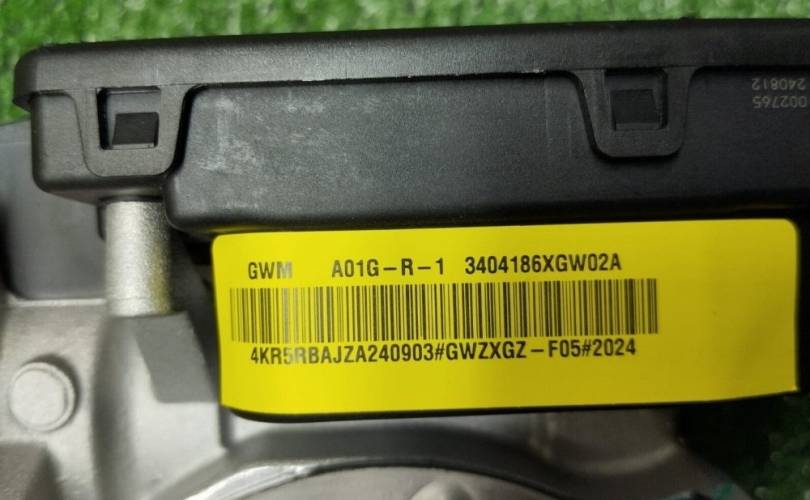 002765
240812
GWM A01G-R-1 3404186XGW02A
4KR5RBAJZA240903#GWZXGZ-F05#2024